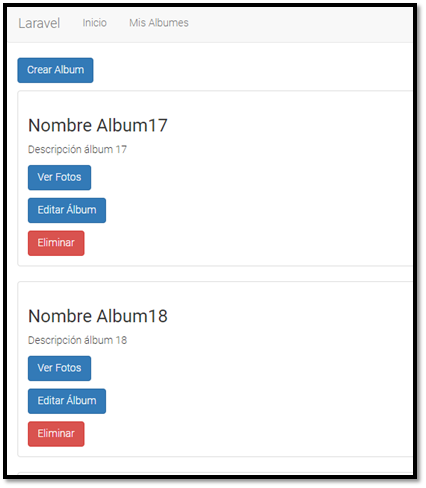 Laravel Inicio Mis Albumes
Crear Album
Nombre Album17
Descripción álbum 17
Ver Fotos
Editar Álbum
Eliminar
Nombre Album18
Descripción álbum 18
Ver Fotos
Editar Álbum
Eliminar